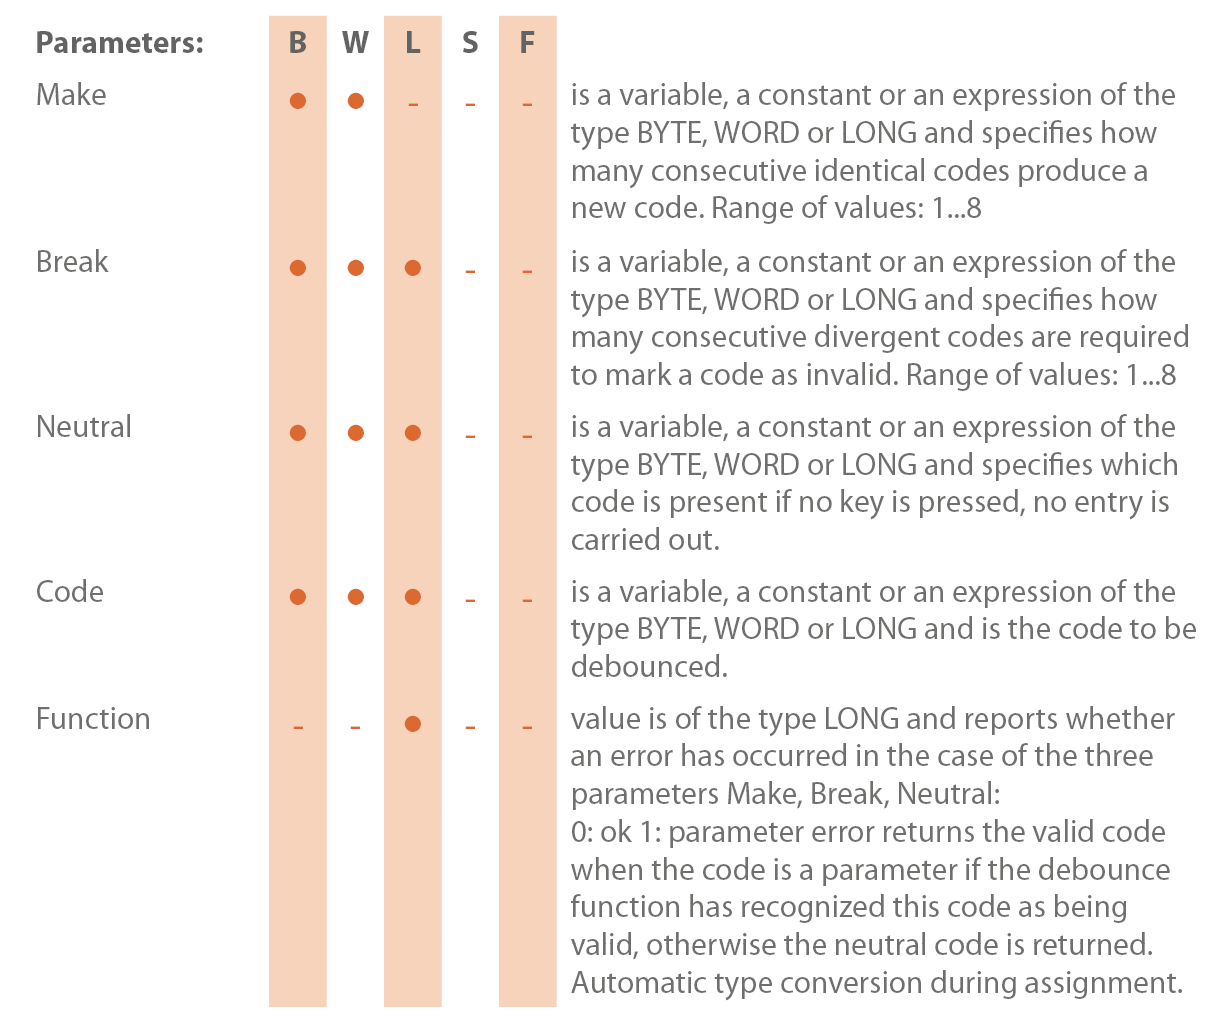 Parameters: B W L S F
Make ● ● - - - is a variable, a constant or an expression of the
type BYTE, WORD or LONG and specifies how
many consecutive identical codes produce a
new code. Range of values: 1...8
Break ● ● ● - - is a variable, a constant or an expression of the
type BYTE, WORD or LONG and specifies how
many consecutive divergent codes are required
to mark a code as invalid. Range of values: 1...8
Neutral ● ● ● - - is a variable, a constant or an expression of the
type BYTE, WORD or LONG and specifies which
code is present if no key is pressed, no entry is
carried out.
Code ● ● ● - - is a variable, a constant or an expression of the
type BYTE, WORD or LONG and is the code to be
debounced.
Function - - ● - - value is of the type LONG and reports whether
an error has occurred in the case of the three
parameters Make, Break, Neutral:
0: ok 1: parameter error returns the valid code
when the code is a parameter if the debounce
function has recognized this code as being
valid, otherwise the neutral code is returned.
Automatic type conversion during assignment.